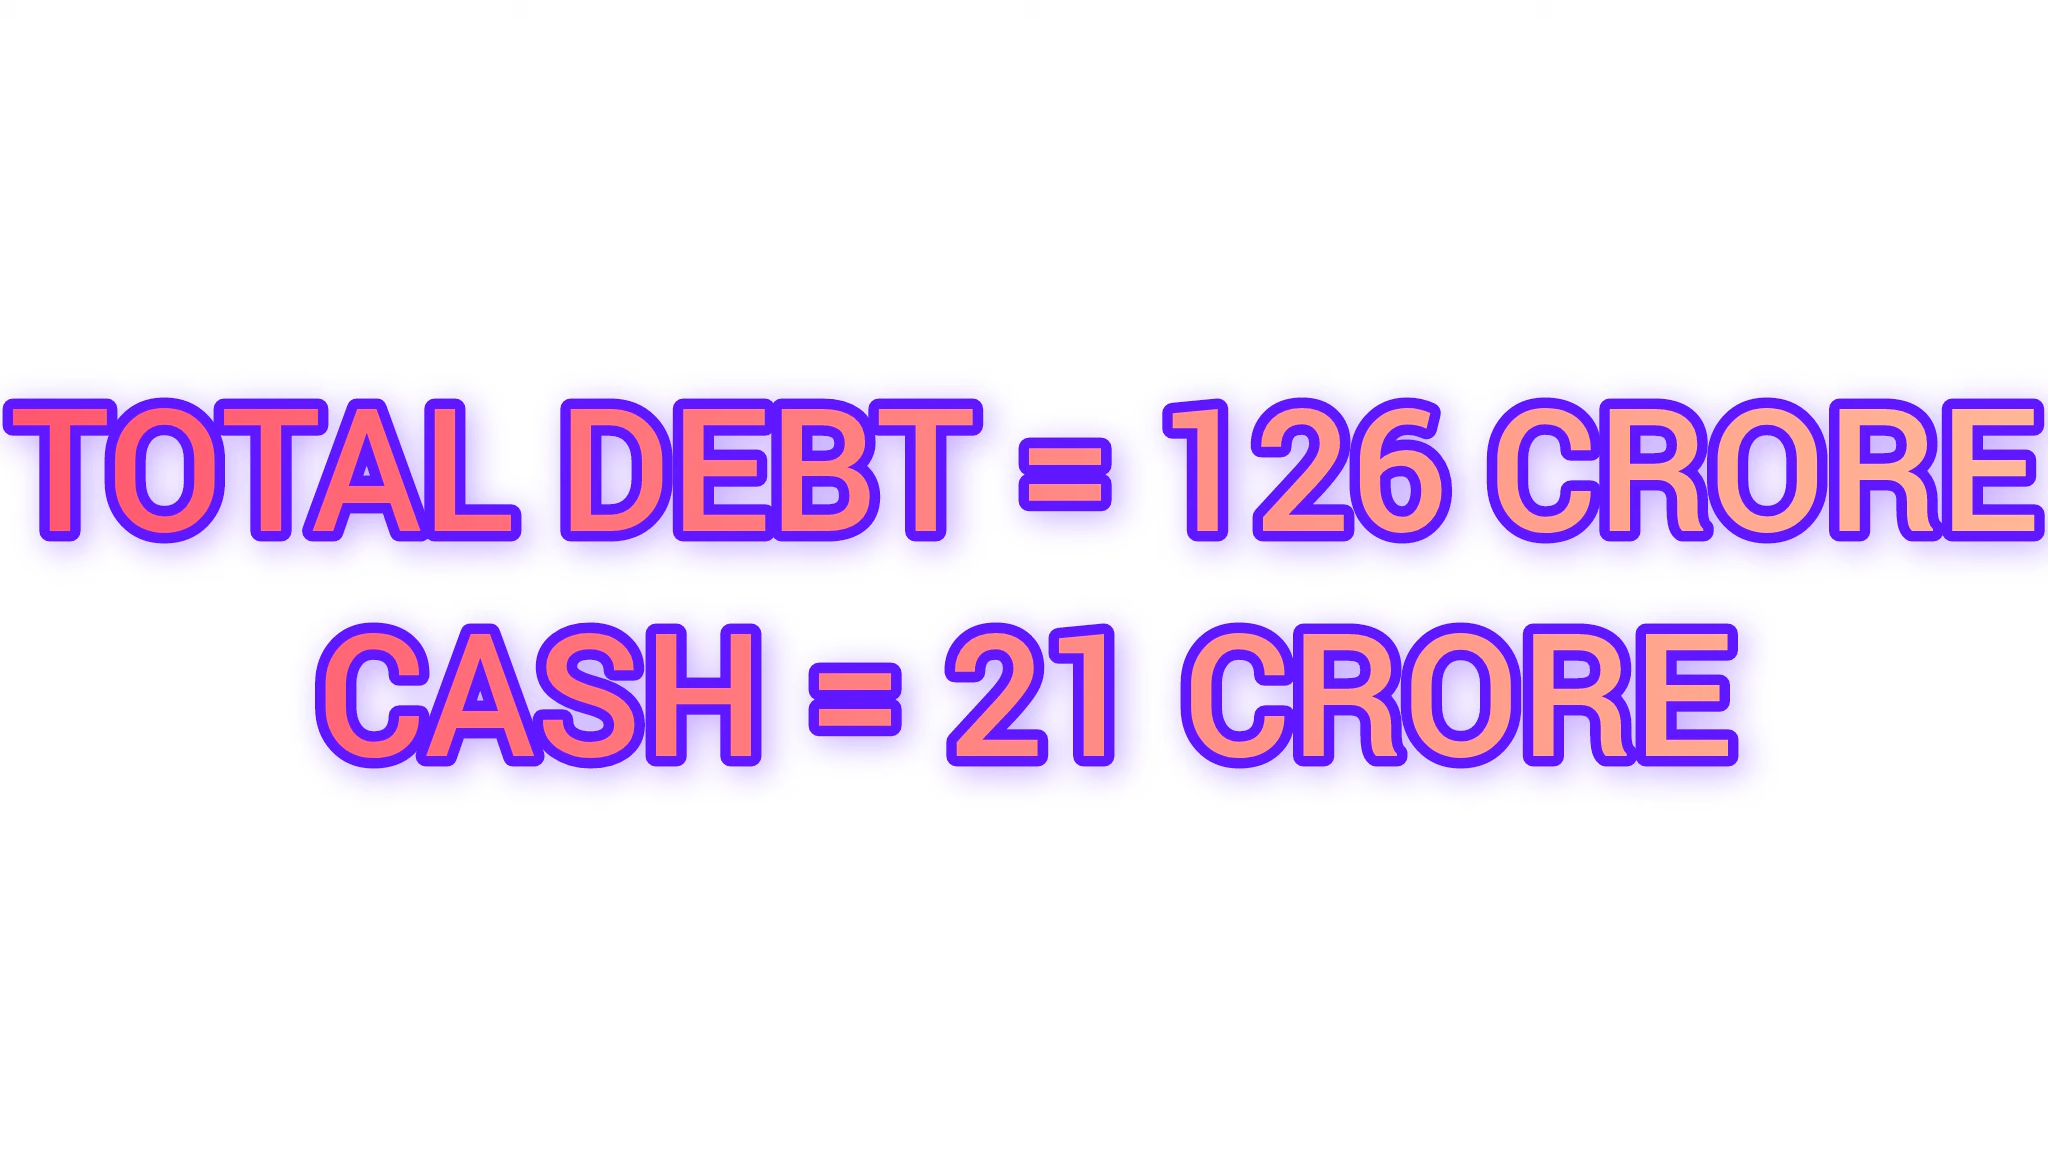 TOTAL DEBT = 126 CRORE
CASH = 21 CRORE